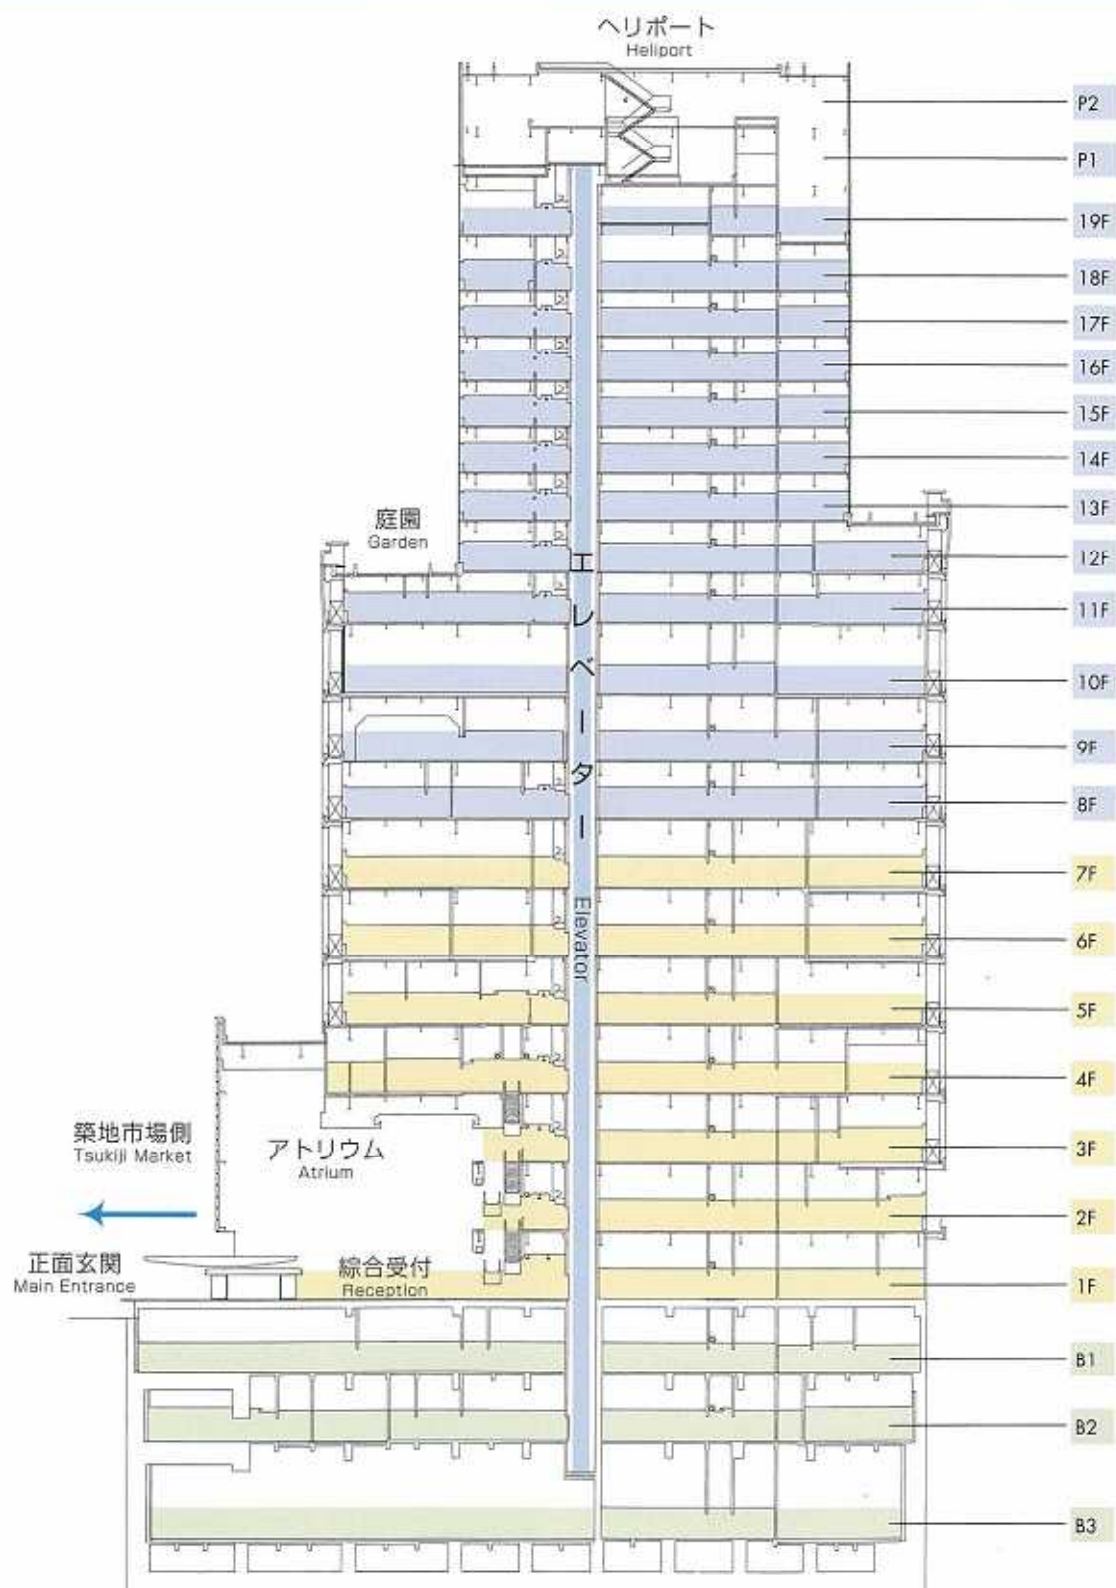 ヘリポート
Heliport
P2
P1
19F
18F
17F
16F
15F
14F
13F
庭園
Garden
12F
11F
10F
9F
8F
エレベーター
Elevator
7F
6F
5F
4F
築地市場側
Tsukiji Market
アトリウム
Atrium
3F
2F
正面玄関
Main Entrance
綜合受付
Reception
1F
B1
B2
B3